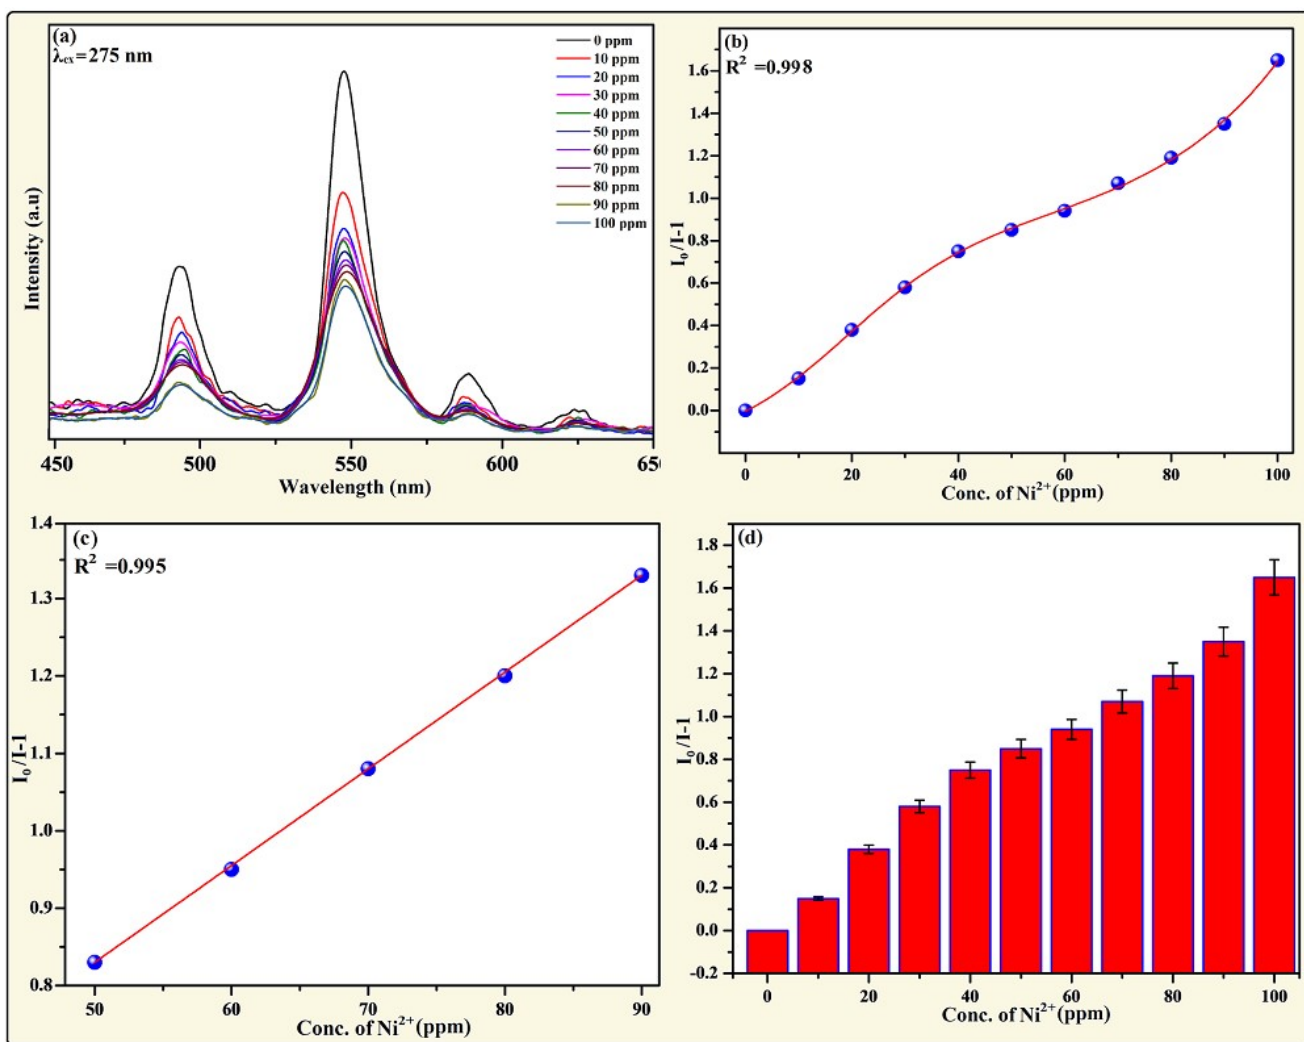 (a)
λex=275 nm
0 ppm
10 ppm
20 ppm
30 ppm
40 ppm
50 ppm
60 ppm
70 ppm
80 ppm
90 ppm
100 ppm
Intensity (a.u)
450 500 550 600 650
Wavelength (nm)
(b)
R² =0.998
1.6
1.4
1.2
1.0
0.8
0.6
0.4
0.2
0.0
I₀/I-1
0 20 40 60 80 100
Conc. of Ni²⁺(ppm)
(c)
R² =0.995
1.4
1.3
1.2
1.1
1.0
0.9
0.8
I₀/I-1
50 60 70 80 90
Conc. of Ni²⁺(ppm)
(d)
1.8
1.6
1.4
1.2
1.0
0.8
0.6
0.4
0.2
0.0
-0.2
I₀/I-1
0 20 40 60 80 100
Conc. of Ni²⁺(ppm)